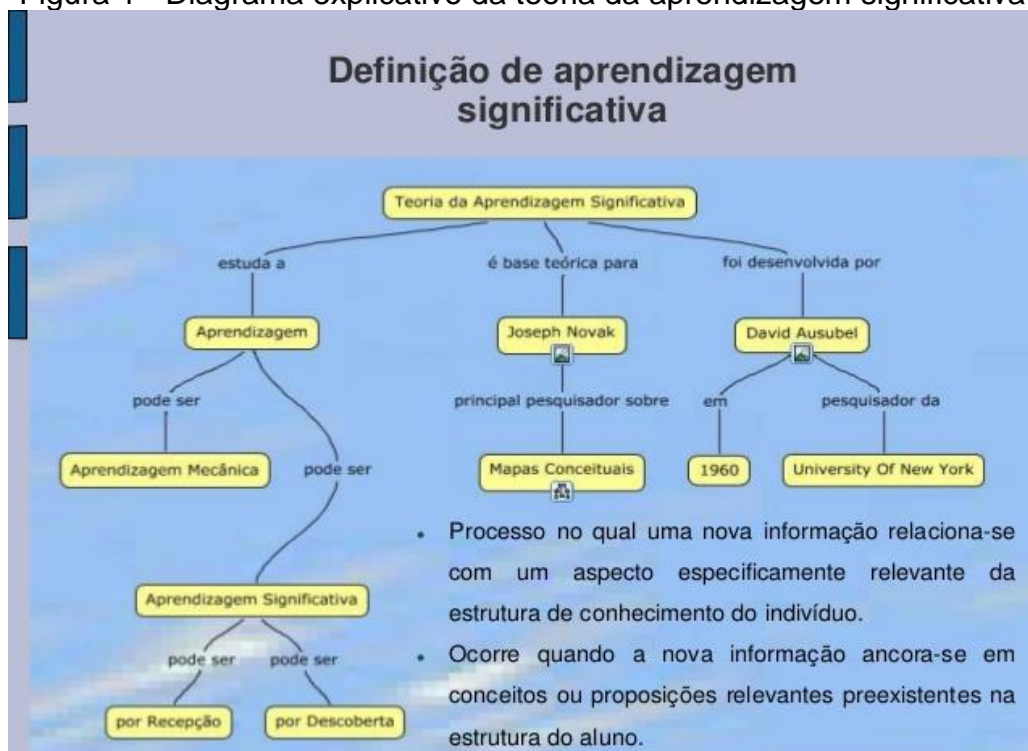 Figura 1 - Diagrama explicativo da teoria da aprendizagem significativa
Definição de aprendizagem
significativa
Teoria da Aprendizagem Significativa
estuda a
é base teórica para
foi desenvolvida por
Aprendizagem
Joseph Novak
David Ausubel
pode ser
principal pesquisador sobre
em
pesquisador da
Aprendizagem Mecânica
pode ser
Mapas Conceituais
1960
University Of New York
• Processo no qual uma nova informação relaciona-se
com um aspecto especificamente relevante da
estrutura de conhecimento do indivíduo.
Aprendizagem Significativa
pode ser
pode ser
por Recepção
por Descoberta
• Ocorre quando a nova informação ancora-se em
conceitos ou proposições relevantes preexistentes na
estrutura do aluno.